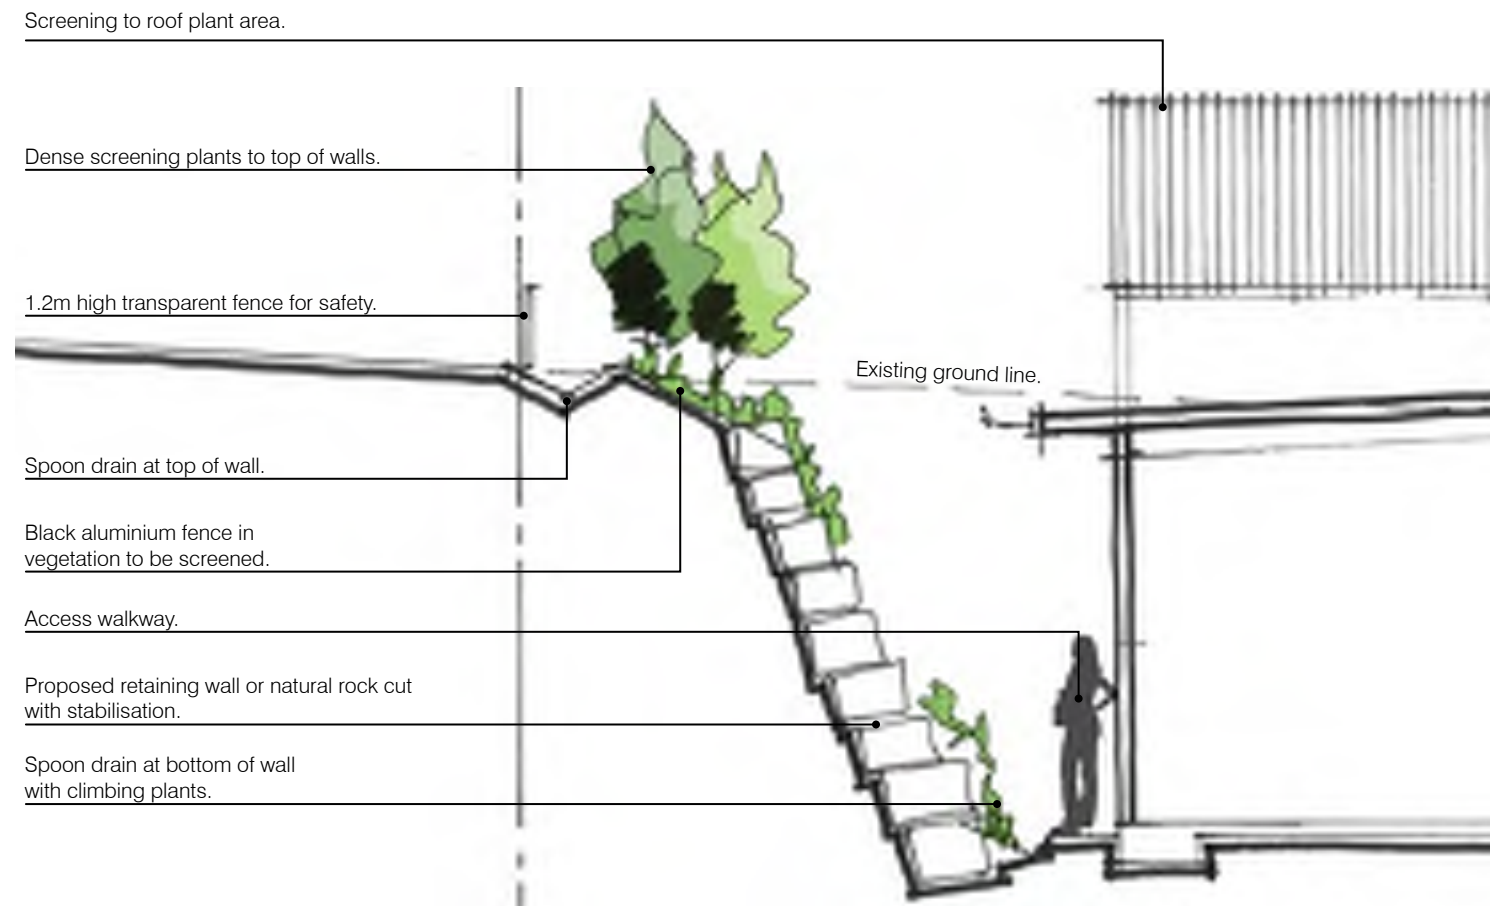 Screening to roof plant area.
Dense screening plants to top of walls.
1.2m high transparent fence for safety.
Existing ground line.
Spoon drain at top of wall.
Black aluminium fence in
vegetation to be screened.
Access walkway.
Proposed retaining wall or natural rock cut
with stabilisation.
Spoon drain at bottom of wall
with climbing plants.